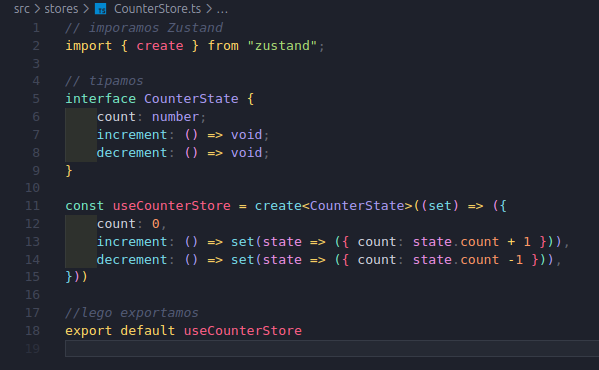 src > stores > TS CounterStore.ts > ...
1 // imporamos Zustand
2 import { create } from "zustand";
3
4 // tipamos
5 interface CounterState {
6     count: number;
7     increment: () => void;
8     decrement: () => void;
9 }
10
11 const useCounterStore = create<CounterState>((set) => ({
12     count: 0,
13     increment: () => set(state => ({ count: state.count + 1 })),
14     decrement: () => set(state => ({ count: state.count -1 })),
15 }))
16
17 //lego exportamos
18 export default useCounterStore
19